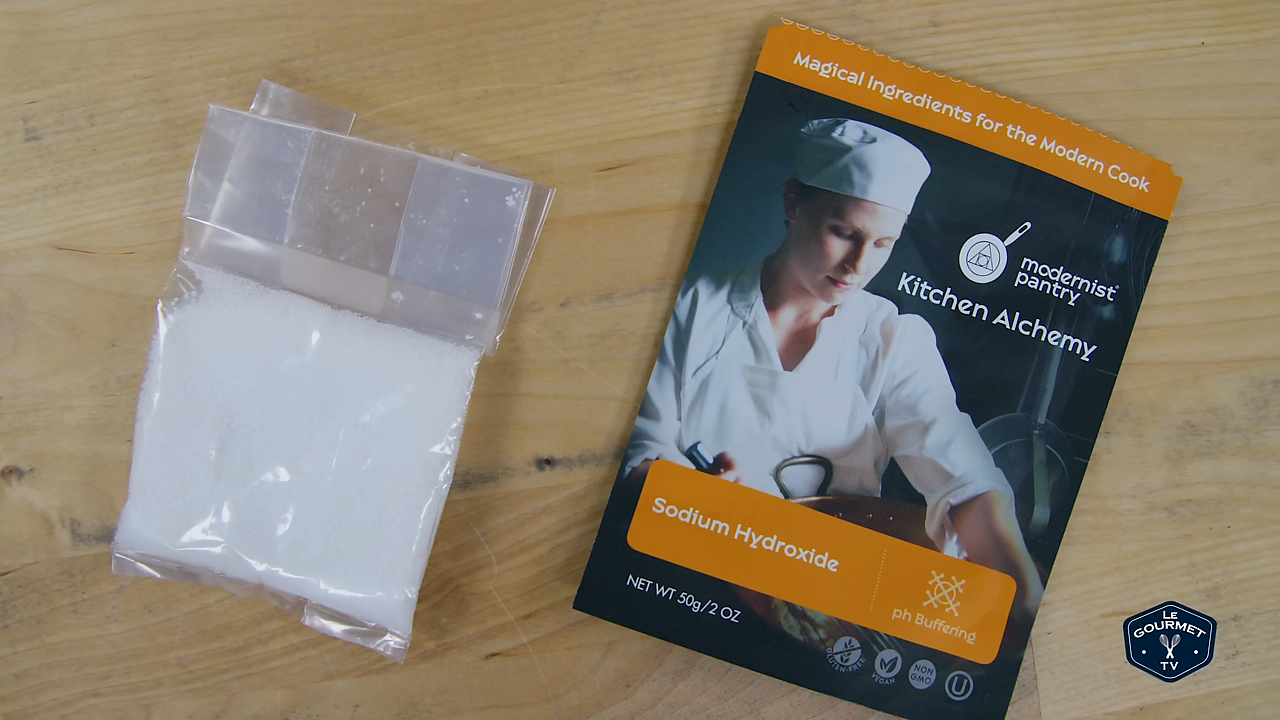 Magical Ingredients for the Modern Cook
modernist
pantry
Kitchen Alchemy
Sodium Hydroxide
ph Buffering
NET WT 50g/2 OZ
GLUTEN-FREE
VEGAN
NON
GMO
U
LE
GOURMET
TV